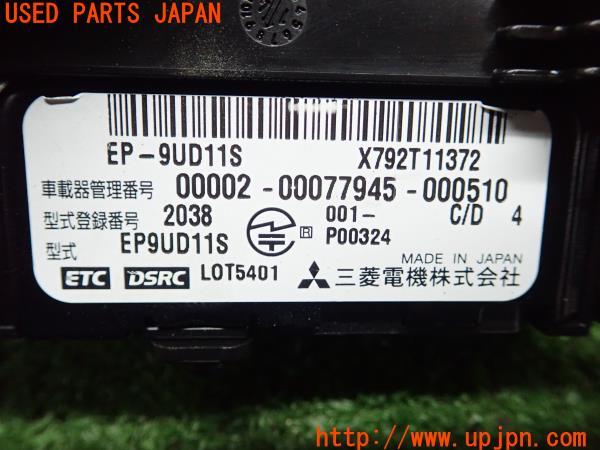 USED PARTS JAPAN
EP-9UD11S X792T11372
車載器管理番号 00002-00077945-000510
型式登録番号 2038 001- C/D 4
型式 EP9UD11S R P00324
MADE IN JAPAN
ETC DSRC LOT5401 三菱電機株式会社
http://www.upjpn.com